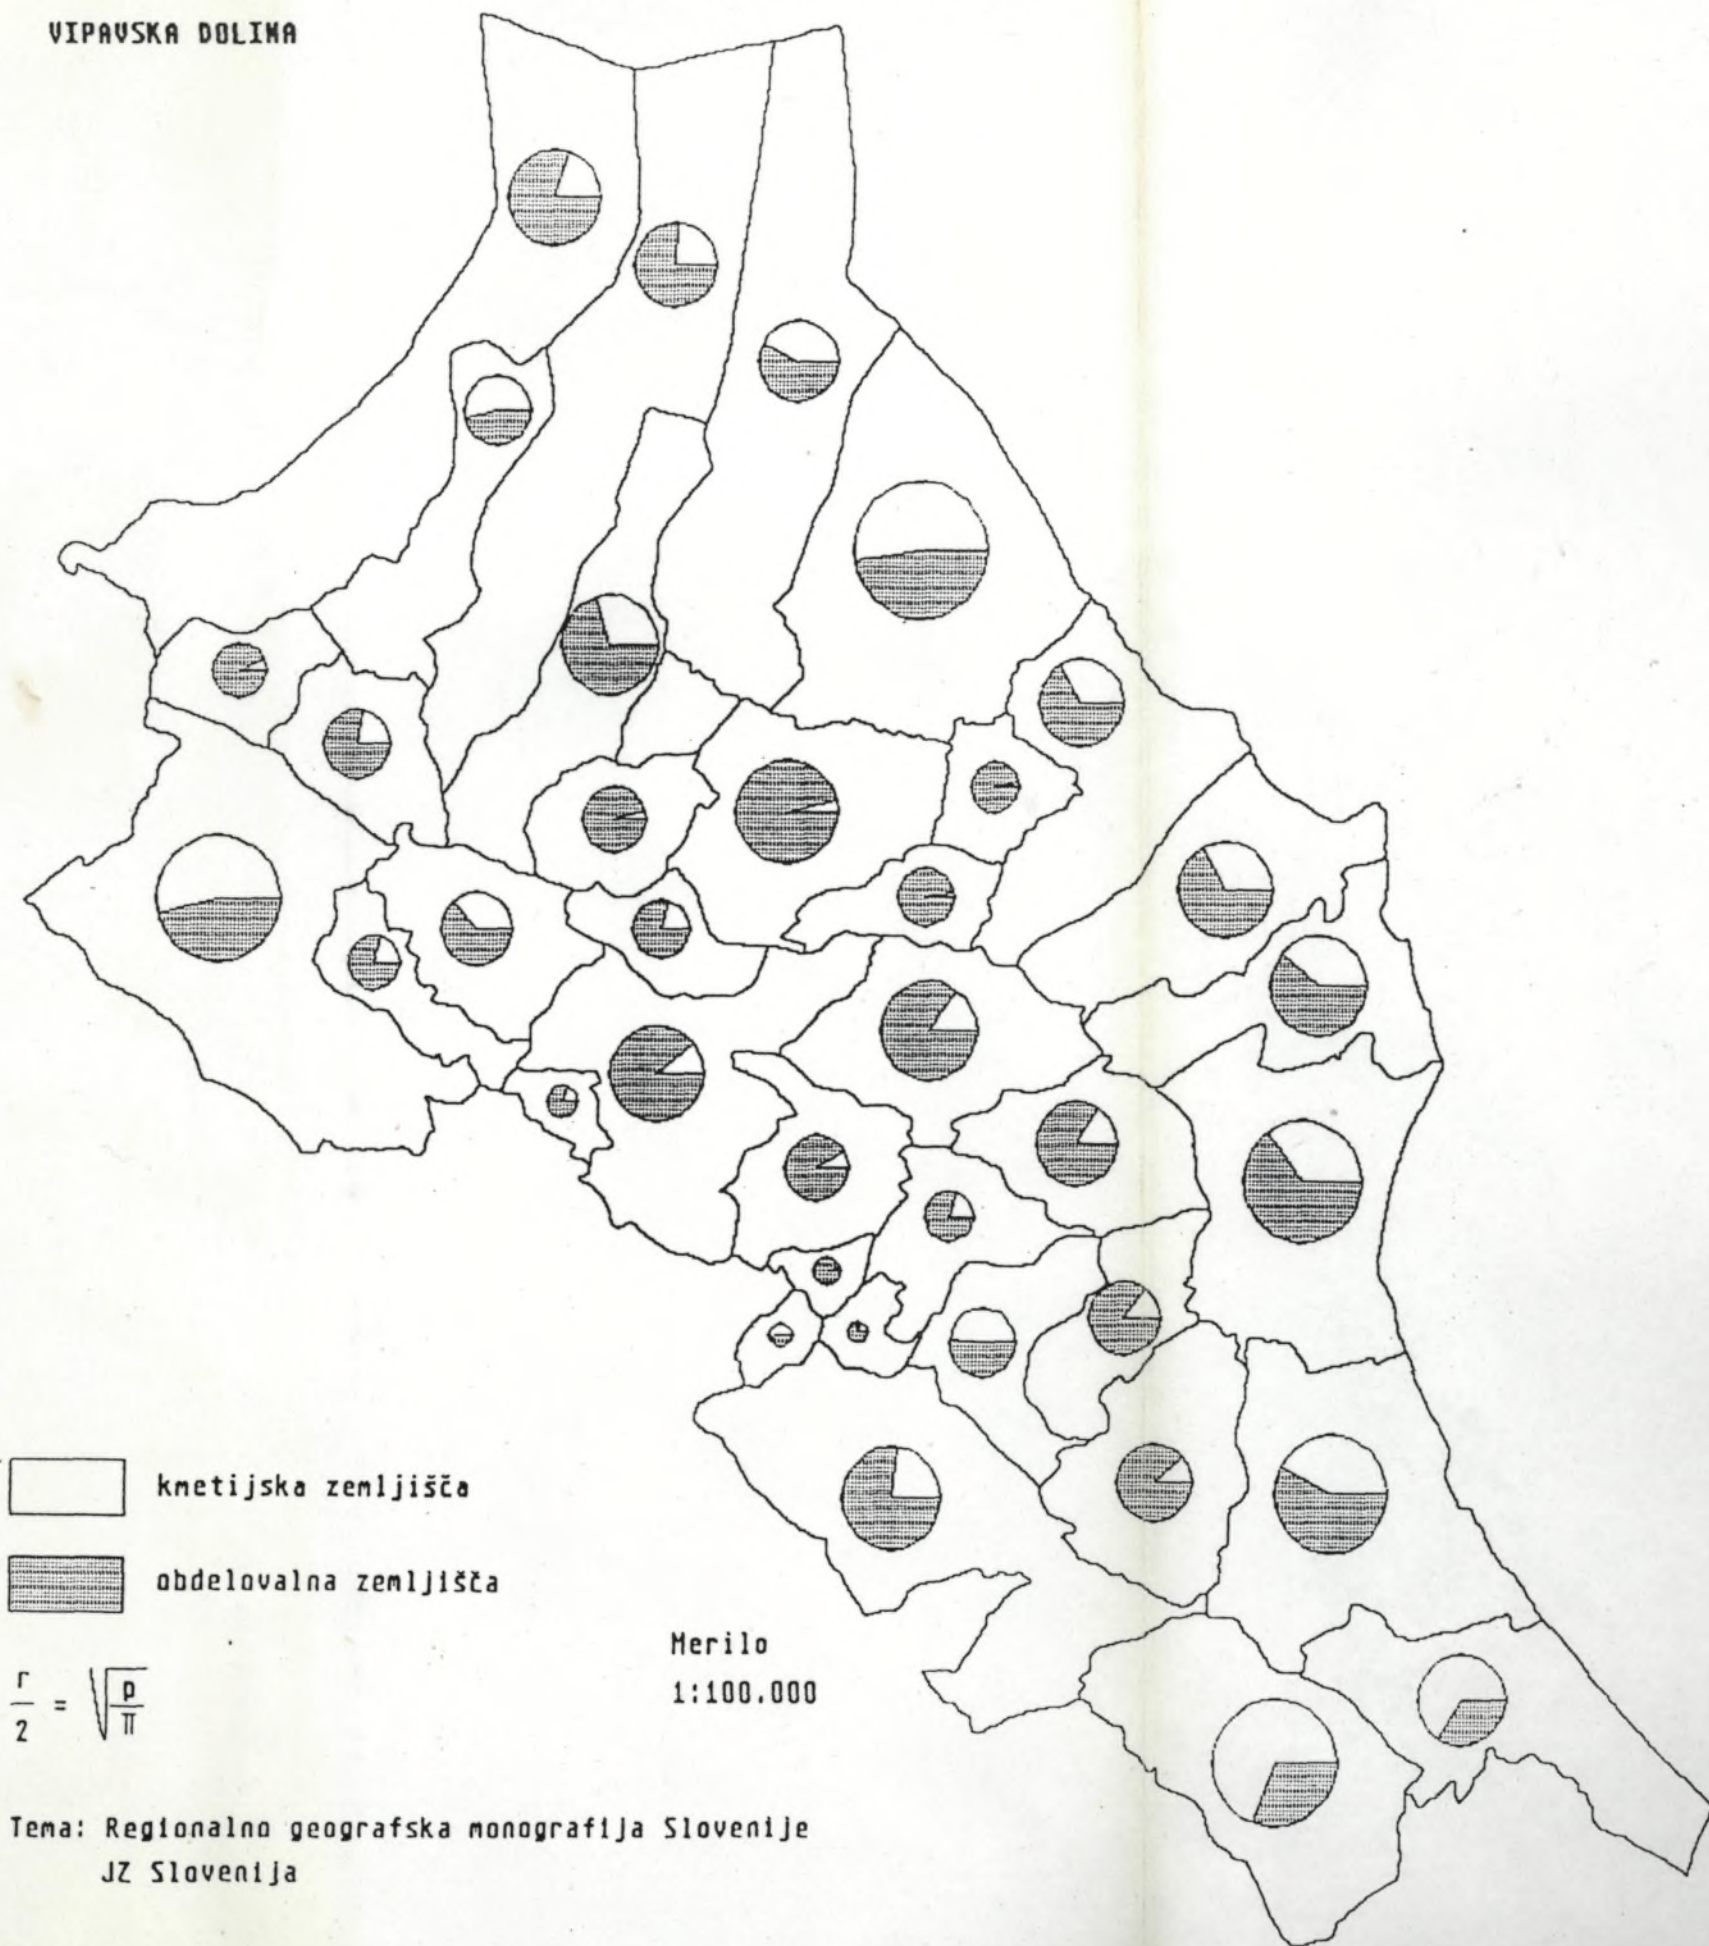 VIPAVSKA DOLINA
kmetijska zemljišča
obdelovalna zemljišča
r/2 = √p/π
Merilo
1:100.000
Tema: Regionalno geografska monografija Slovenije
JZ Slovenija